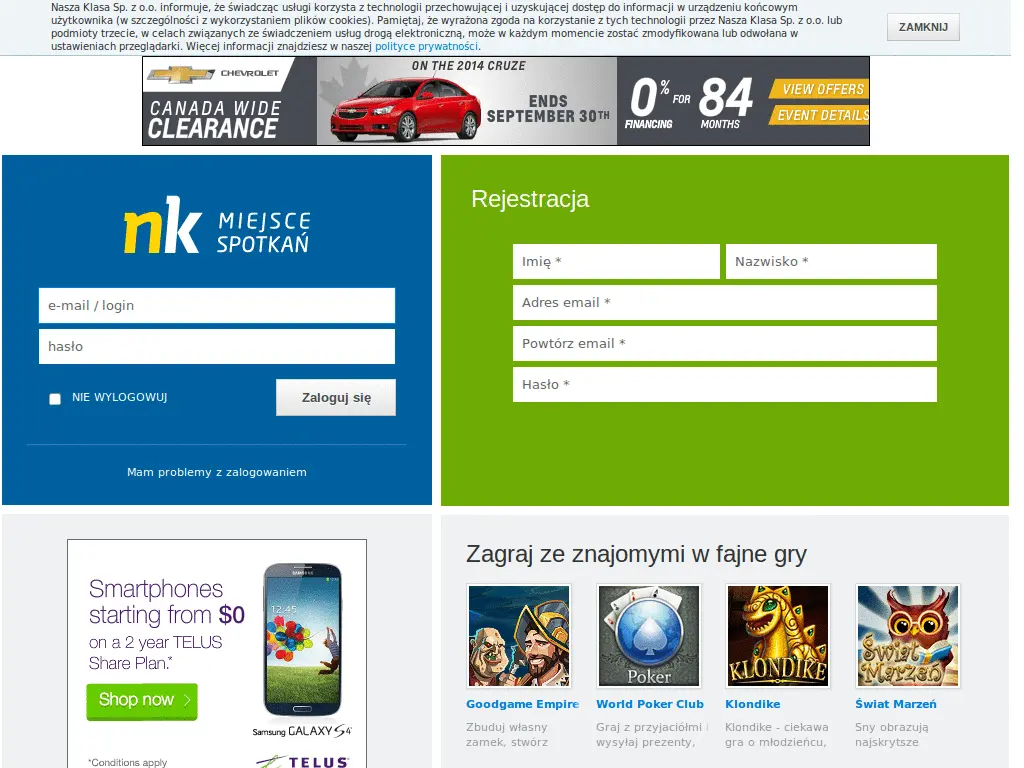 Nasza Klasa Sp. z o.o. informuje, że świadcząc usługi korzysta z technologii przechowującej i uzyskującej dostęp do informacji w urządzeniu końcowym
użytkownika (w szczególności z wykorzystaniem plików cookies). Pamiętaj, że wyrażona zgoda na korzystanie z tych technologii przez Nasza Klasa Sp. z o.o. lub
podmioty trzecie, w celach związanych ze świadczeniem usług drogą elektroniczną, może w każdym momencie zostać zmodyfikowana lub odwołana w
ustawieniach przeglądarki. Więcej informacji znajdziesz w naszej polityce prywatności.
ZAMKNIJ
CHEVROLET
CANADA WIDE
CLEARANCE
ON THE 2014 CRUZE
ENDS
SEPTEMBER 30TH
0% FOR 84
FINANCING MONTHS
VIEW OFFERS
EVENT DETAILS
nk MIEJSCE
SPOTKAŃ
e-mail / login
hasło
NIE WYLOGOWUJ
Zaloguj się
Mam problemy z zalogowaniem
Rejestracja
Imię *
Nazwisko *
Adres email *
Powtórz email *
Hasło *
Smartphones
starting from $0
on a 2 year TELUS
Share Plan.*
Shop now
SAMSUNG
12:45
Samsung GALAXY S4
*Conditions apply
TELUS
Zagraj ze znajomymi w fajne gry
Poker
KLONDIKE
Świat
Marzeń
Goodgame Empire
World Poker Club
Klondike
Świat Marzeń
Zbuduj własny
zamek, stwórz
Graj z przyjaciółmi i
wysyłaj prezenty,
Klondike - ciekawa
gra o młodzieńcu,
Sny obrazują
najskrytsze